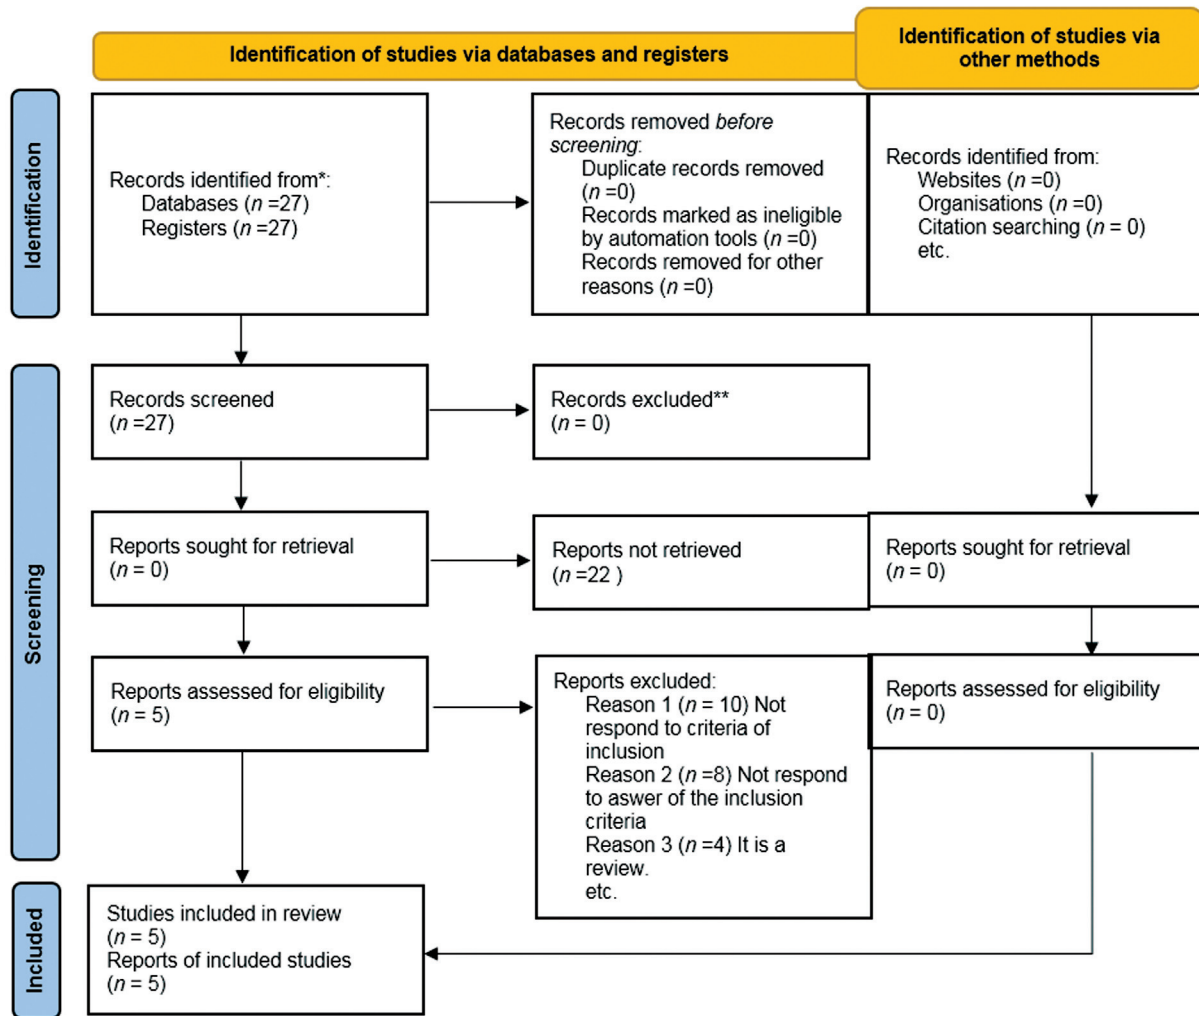 Identification of studies via databases and registers
Identification of studies via
other methods
Identification
Records identified from*:
Databases (n =27)
Registers (n =27)
Records removed before
screening:
Duplicate records removed
(n =0)
Records marked as ineligible
by automation tools (n =0)
Records removed for other
reasons (n =0)
Records identified from:
Websites (n =0)
Organisations (n =0)
Citation searching (n = 0)
etc.
Screening
Records screened
(n =27)
Records excluded**
(n = 0)
Reports sought for retrieval
(n = 0)
Reports not retrieved
(n =22 )
Reports sought for retrieval
(n = 0)
Reports assessed for eligibility
(n = 5)
Reports excluded:
Reason 1 (n = 10) Not
respond to criteria of
inclusion
Reason 2 (n =8) Not respond
to aswer of the inclusion
criteria
Reason 3 (n =4) It is a
review.
etc.
Reports assessed for eligibility
(n = 0)
Included
Studies included in review
(n = 5)
Reports of included studies
(n = 5)